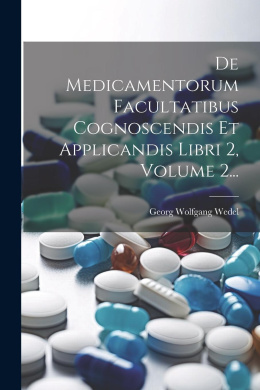 De
Medicamentorum
Facultatibus
Cognoscendis Et
Applicandis Libri 2,
Volume 2...
Georg Wolfgang Wedel